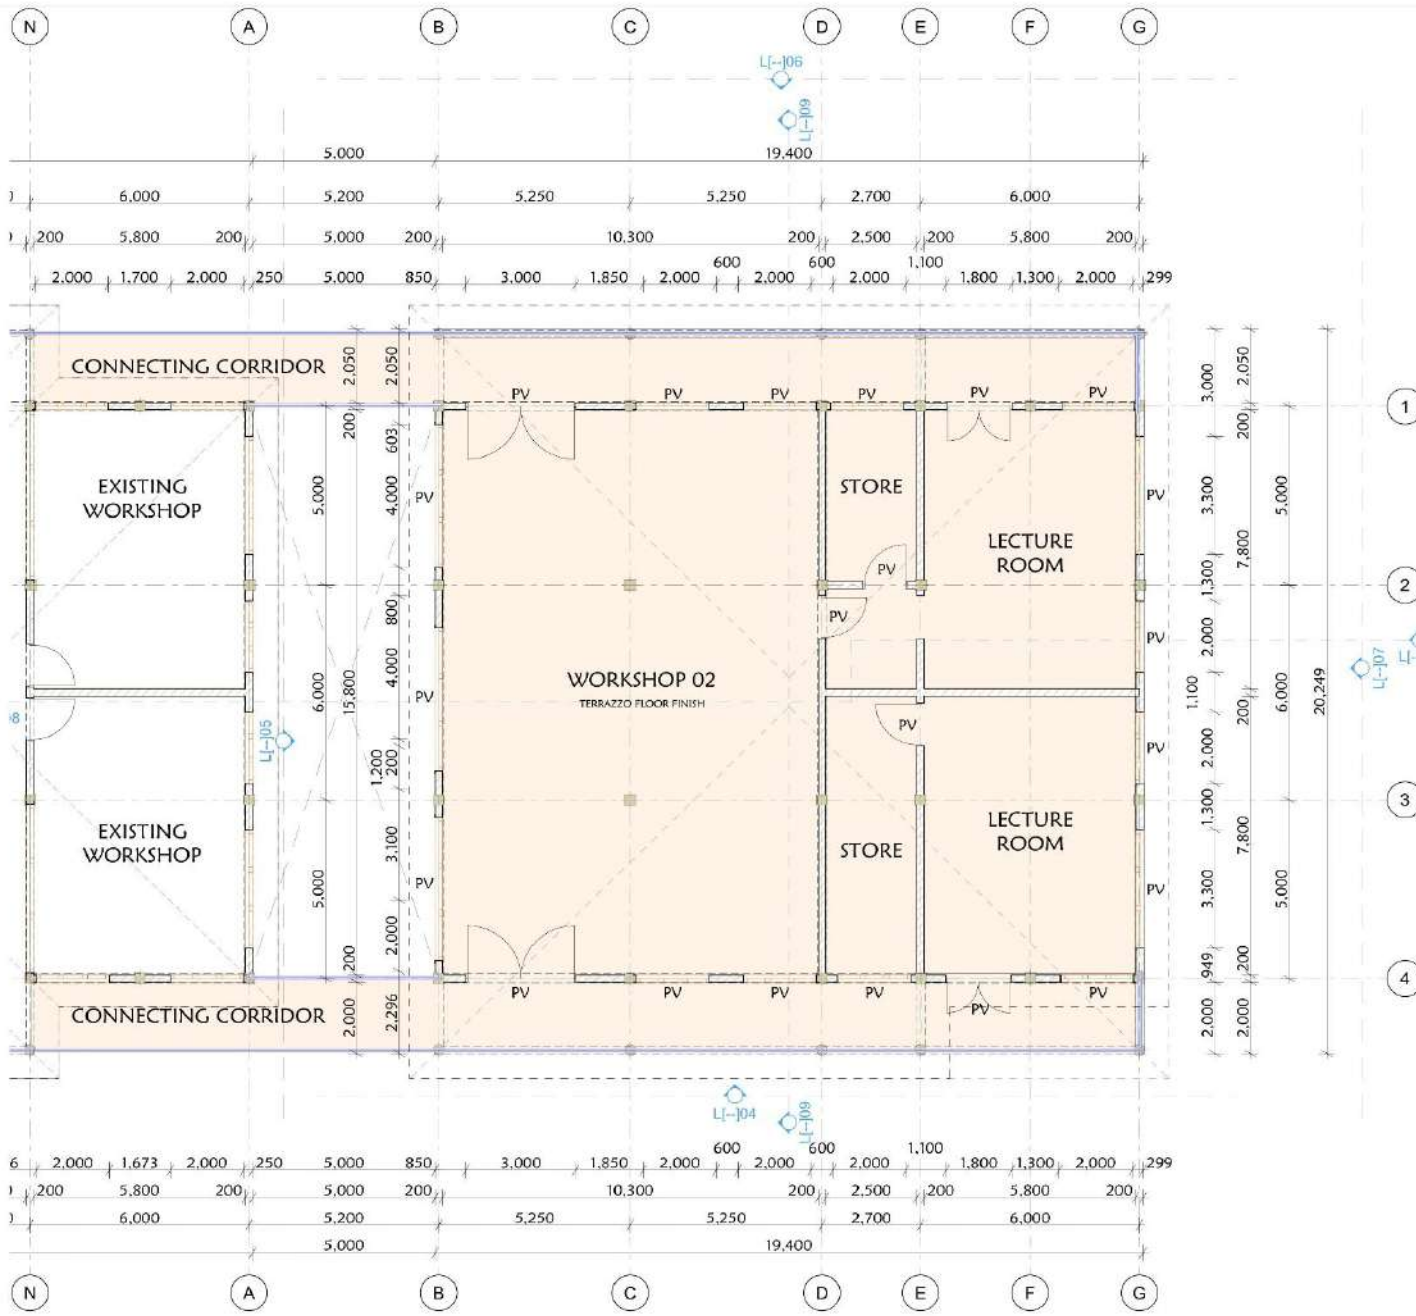 N A B C D E F G
L[--]06
L[--]09
5.000 19.400
6.000 5.200 5.250 5.250 2.700 6.000
200 5.800 200 5.000 200 10.300 200 2.500 200 5.800 200
600 600 1.100
2.000 1.700 2.000 250 5.000 850 3.000 1.850 2.000 2.000 2.000 1.800 1.300 2.000 299
CONNECTING CORRIDOR
2.050 2.050 3.000 2.050
PV PV PV PV PV PV
1
200 603 200
EXISTING
WORKSHOP
5.000 4.000 PV
STORE
PV 3.300 5.000
LECTURE
ROOM
7.800
PV
1.300
2
800
PV
PV 2.000
6.000 15.800 4.000
WORKSHOP 02
TERRAZZO FLOOR FINISH
PV
L[--]07
L[--
20.249
1.100 200 6.000
L[--]05
PV
PV 2.000
1.200 200
1.300
3
EXISTING
WORKSHOP
3.100
LECTURE
ROOM
7.800
STORE
5.000 PV
PV 3.300 5.000
2.000
200 949 200
4
PV PV PV PV PV PV
CONNECTING CORRIDOR
2.000 2.296 2.000 2.000
L[--]04
L[--]09
600 600 1.100
6 2.000 1.673 2.000 250 5.000 850 3.000 1.850 2.000 2.000 2.000 1.800 1.300 2.000 299
200 5.800 200 5.000 200 10.300 200 2.500 200 5.800 200
6.000 5.200 5.250 5.250 2.700 6.000
5.000 19.400
N A B C D E F G